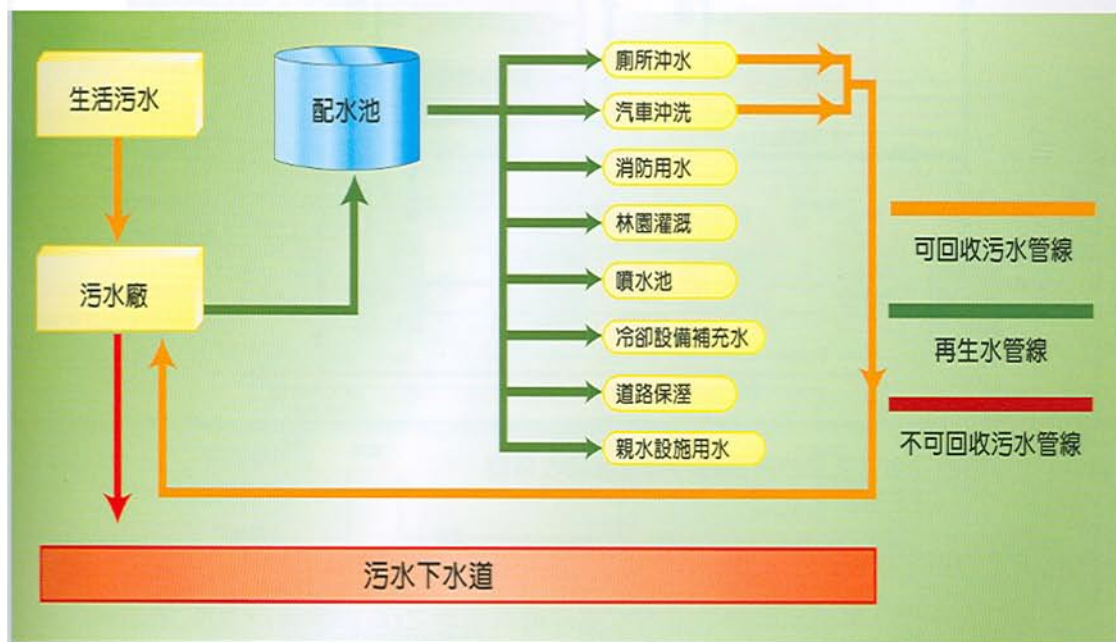 生活污水
配水池
廁所沖水
汽車沖洗
消防用水
林園灌溉
噴水池
冷卻設備補充水
道路保溼
親水設施用水
污水廠
可回收污水管線
再生水管線
不可回收污水管線
污水下水道